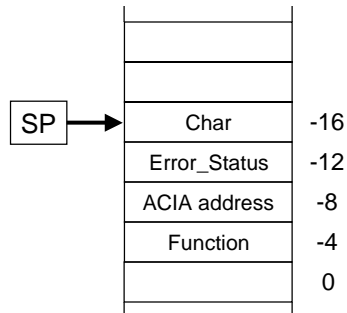 SP
Char -16
Error_Status -12
ACIA address -8
Function -4
0